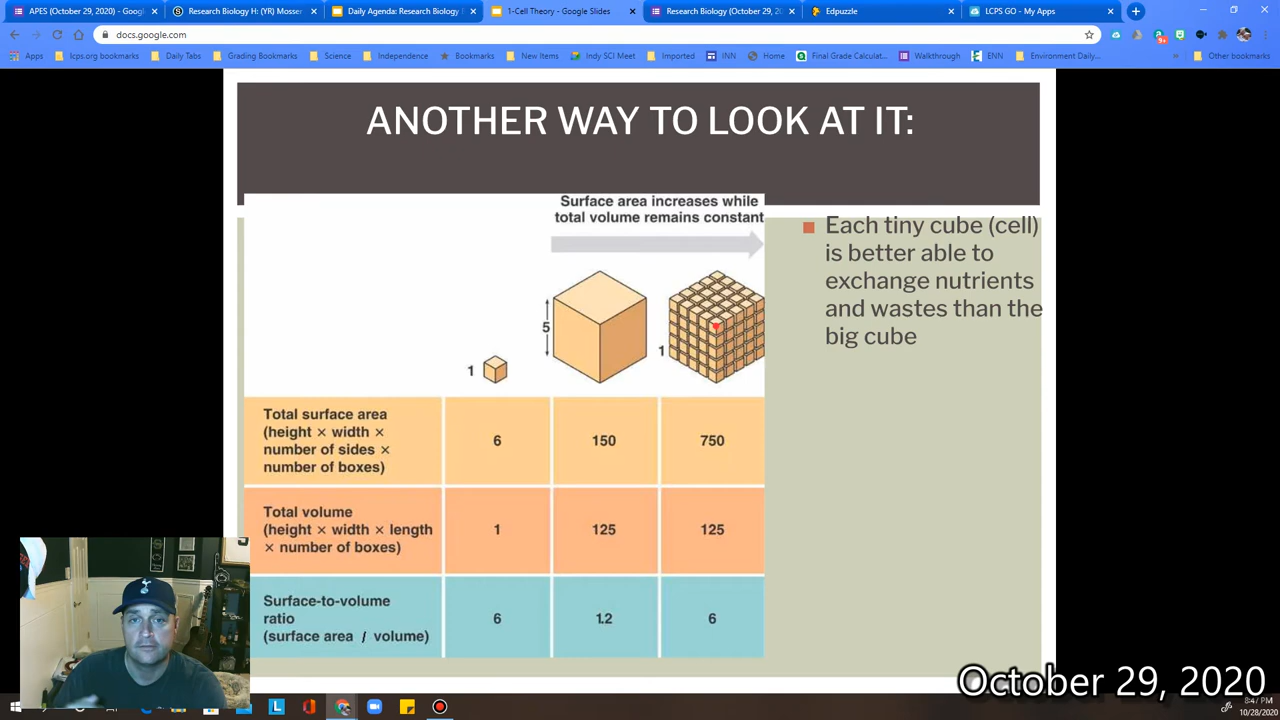 APES (October 29, 2020) - Goog
Research Biology H: (YR) Mosser
Daily Agenda: Research Biology
1-Cell Theory - Google Slides
Research Biology (October 29, 20
Edpuzzle
LCPS GO - My Apps
docs.google.com
Apps
lcps.org bookmarks
Daily Tabs
Grading Bookmarks
Science
Independence
Bookmarks
New Items
Indy SCI Meet
Imported
INN
Home
Final Grade Calculat...
Walkthrough
ENN
Environment Daily...
Other bookmarks
ANOTHER WAY TO LOOK AT IT:
Surface area increases while
total volume remains constant
5
1
1
Total surface area
(height × width ×
number of sides ×
number of boxes)
6
150
750
Total volume
(height × width × length
× number of boxes)
1
125
125
Surface-to-volume
ratio
(surface area / volume)
6
1.2
6
Each tiny cube (cell)
is better able to
exchange nutrients
and wastes than the
big cube
October 29, 2020
8:47 PM
10/28/2020